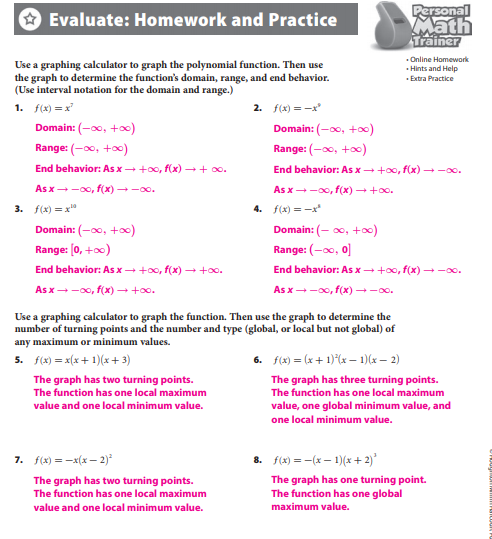 Evaluate: Homework and Practice
Personal
Math
Trainer
• Online Homework
• Hints and Help
• Extra Practice
Use a graphing calculator to graph the polynomial function. Then use
the graph to determine the function's domain, range, and end behavior.
(Use interval notation for the domain and range.)
1. f(x) = x⁷
Domain: (−∞, +∞)
Range: (−∞, +∞)
End behavior: As x → +∞, f(x) → + ∞.
As x → −∞, f(x) → −∞.
2. f(x) = −x⁹
Domain: (−∞, +∞)
Range: (−∞, +∞)
End behavior: As x → +∞, f(x) → −∞.
As x → −∞, f(x) → +∞.
3. f(x) = x¹⁰
Domain: (−∞, +∞)
Range: [0, +∞)
End behavior: As x → +∞, f(x) → +∞.
As x → −∞, f(x) → +∞.
4. f(x) = −x⁸
Domain: (− ∞, +∞)
Range: (−∞, 0]
End behavior: As x → +∞, f(x) → −∞.
As x → −∞, f(x) → −∞.
Use a graphing calculator to graph the function. Then use the graph to determine the
number of turning points and the number and type (global, or local but not global) of
any maximum or minimum values.
5. f(x) = x(x + 1)(x + 3)
The graph has two turning points.
The function has one local maximum
value and one local minimum value.
6. f(x) = (x + 1)²(x − 1)(x − 2)
The graph has three turning points.
The function has one local maximum
value, one global minimum value, and
one local minimum value.
7. f(x) = −x(x − 2)²
The graph has two turning points.
The function has one local maximum
value and one local minimum value.
8. f(x) = −(x − 1)(x + 2)³
The graph has one turning point.
The function has one global
maximum value.